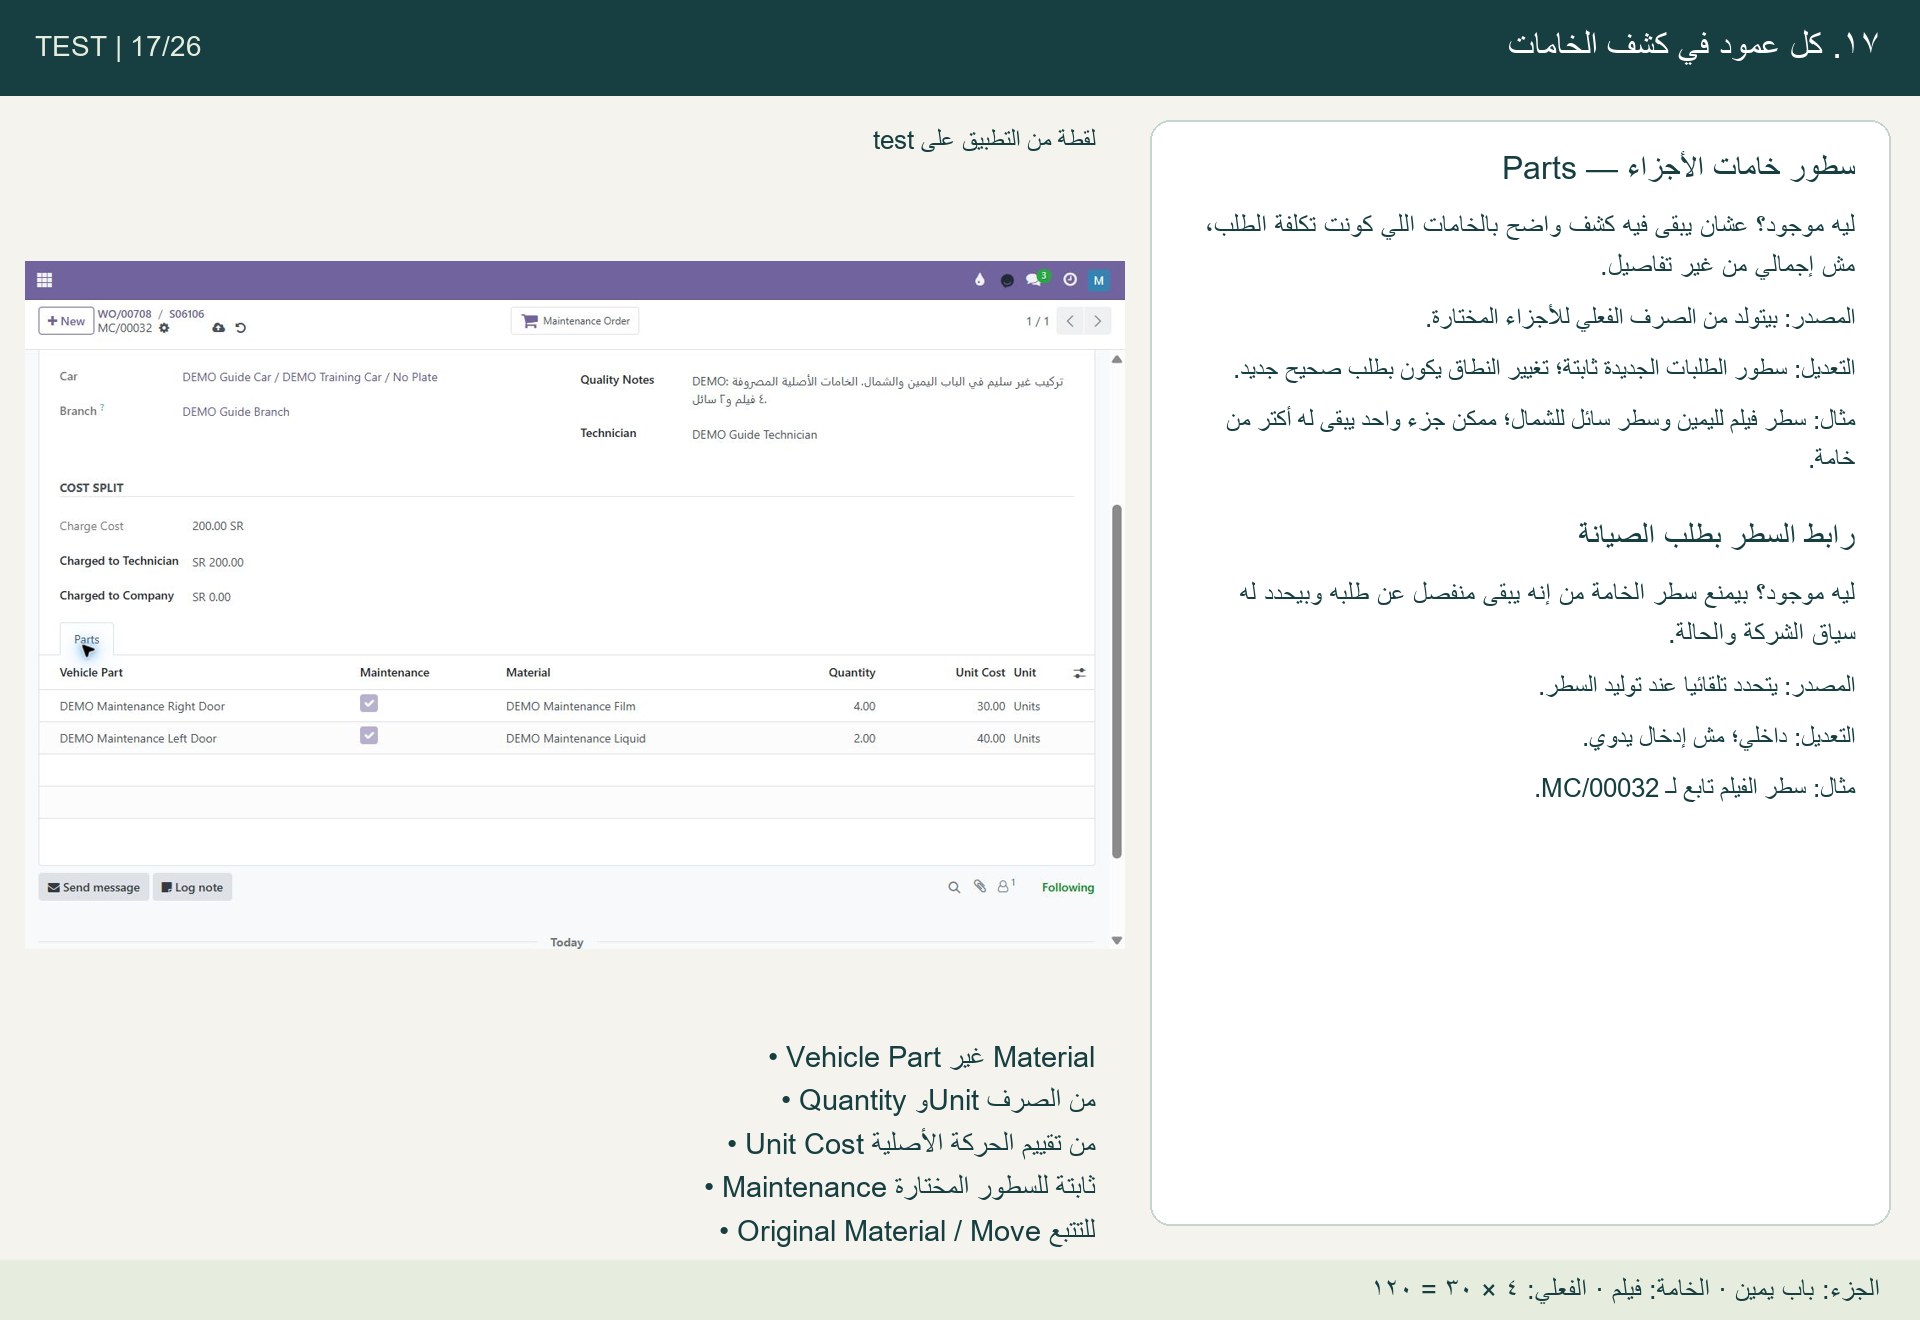 ١٧. كل عمود في كشف الخامات
TEST | 17/26
سطور خامات الأجزاء — Parts
ليه موجود؟ عشان يبقى فيه كشف واضح بالخامات اللي كونت تكلفة الطلب،
مش إجمالي من غير تفاصيل.
المصدر: بيتولد من الصرف الفعلي للأجزاء المختارة.
التعديل: سطور الطلبات الجديدة ثابتة؛ تغيير النطاق يكون بطلب صحيح جديد.
مثال: سطر فيلم لليمين وسطر سائل للشمال؛ ممكن جزء واحد يبقى له أكتر من
خامة.
رابط السطر بطلب الصيانة
ليه موجود؟ بيمنع سطر الخامة من إنه يبقى منفصل عن طلبه وبيحدد له
سياق الشركة والحالة.
المصدر: يتحدد تلقائيا عند توليد السطر.
التعديل: داخلي؛ مش إدخال يدوي.
مثال: سطر الفيلم تابع لـ MC/00032.
لقطة من التطبيق على test
3 M
New WO/00708 / S06106
MC/00032
Maintenance Order
1 / 1
Car DEMO Guide Car / DEMO Training Car / No Plate
Branch ? DEMO Guide Branch
Quality Notes DEMO: تركيب غير سليم في الباب اليمين والشمال. الخامات الأصلية المصروفة
٤ فيلم و٢ سائل.
Technician DEMO Guide Technician
COST SPLIT
Charge Cost 200.00 SR
Charged to Technician SR 200.00
Charged to Company SR 0.00
Parts
Vehicle Part Maintenance Material Quantity Unit Cost Unit
DEMO Maintenance Right Door DEMO Maintenance Film 4.00 30.00 Units
DEMO Maintenance Left Door DEMO Maintenance Liquid 2.00 40.00 Units
Send message Log note 1 Following
Today
• Vehicle Part غير Material
• Quantity وUnit من الصرف
• Unit Cost من تقييم الحركة الأصلية
• Maintenance ثابتة للسطور المختارة
• Original Material / Move للتتبع
الجزء: باب يمين · الخامة: فيلم · الفعلي: ٤ × ٣٠ = ١٢٠